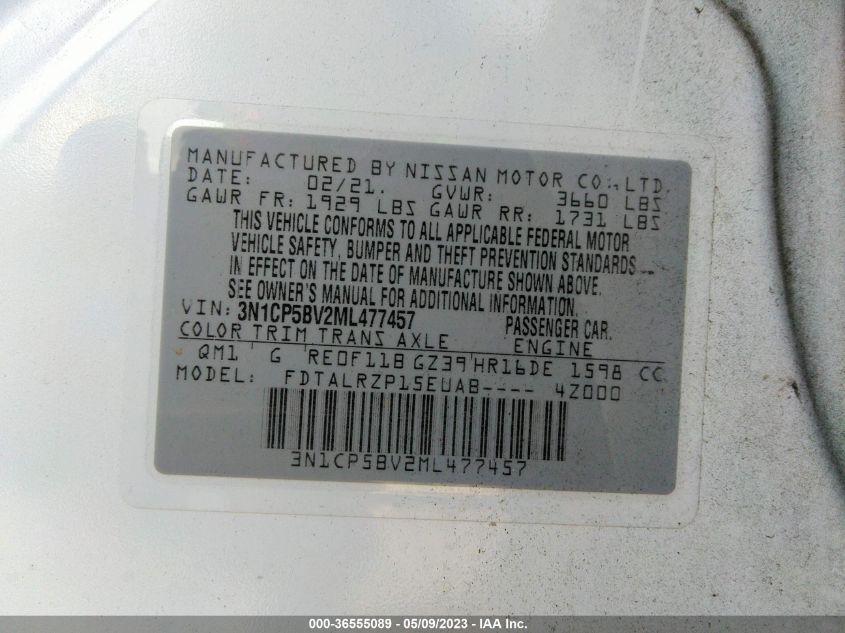 MANUFACTURED BY NISSAN MOTOR CO., LTD.
DATE: 02/21. GVWR: 3660 LBS
GAWR FR: 1929 LBS GAWR RR: 1731 LBS
THIS VEHICLE CONFORMS TO ALL APPLICABLE FEDERAL MOTOR
VEHICLE SAFETY, BUMPER AND THEFT PREVENTION STANDARDS
IN EFFECT ON THE DATE OF MANUFACTURE SHOWN ABOVE.
SEE OWNER'S MANUAL FOR ADDITIONAL INFORMATION.
VIN: 3N1CP5BV2ML477457 PASSENGER CAR.
COLOR TRIM TRANS AXLE ENGINE
QM1 G RE0F11B GZ39 HR16DE 1598 CC
MODEL: FDTALRZP15EUAB---- 4Z000
3N1CP5BV2ML477457
000-36555089 - 05/09/2023 - IAA Inc.